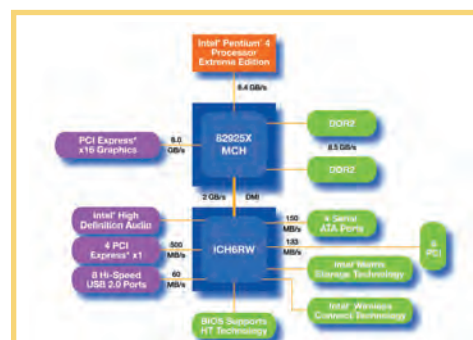 Intel® Pentium® 4
Processor
Extreme Edition
6.4 GB/s
82925X
MCH
PCI Express*
x16 Graphics
8.0
GB/s
DDR2
8.5 GB/s
DDR2
2 GB/s
DMI
Intel® High
Definition Audio
4 PCI
Express* x1
500
MB/s
8 Hi-Speed
USB 2.0 Ports
60
MB/s
ICH6RW
150
MB/s
4 Serial
ATA Ports
133
MB/s
6
PCI
Intel® Matrix
Storage Technology
Intel® Wireless
Connect Technology
BIOS Supports
HT Technology